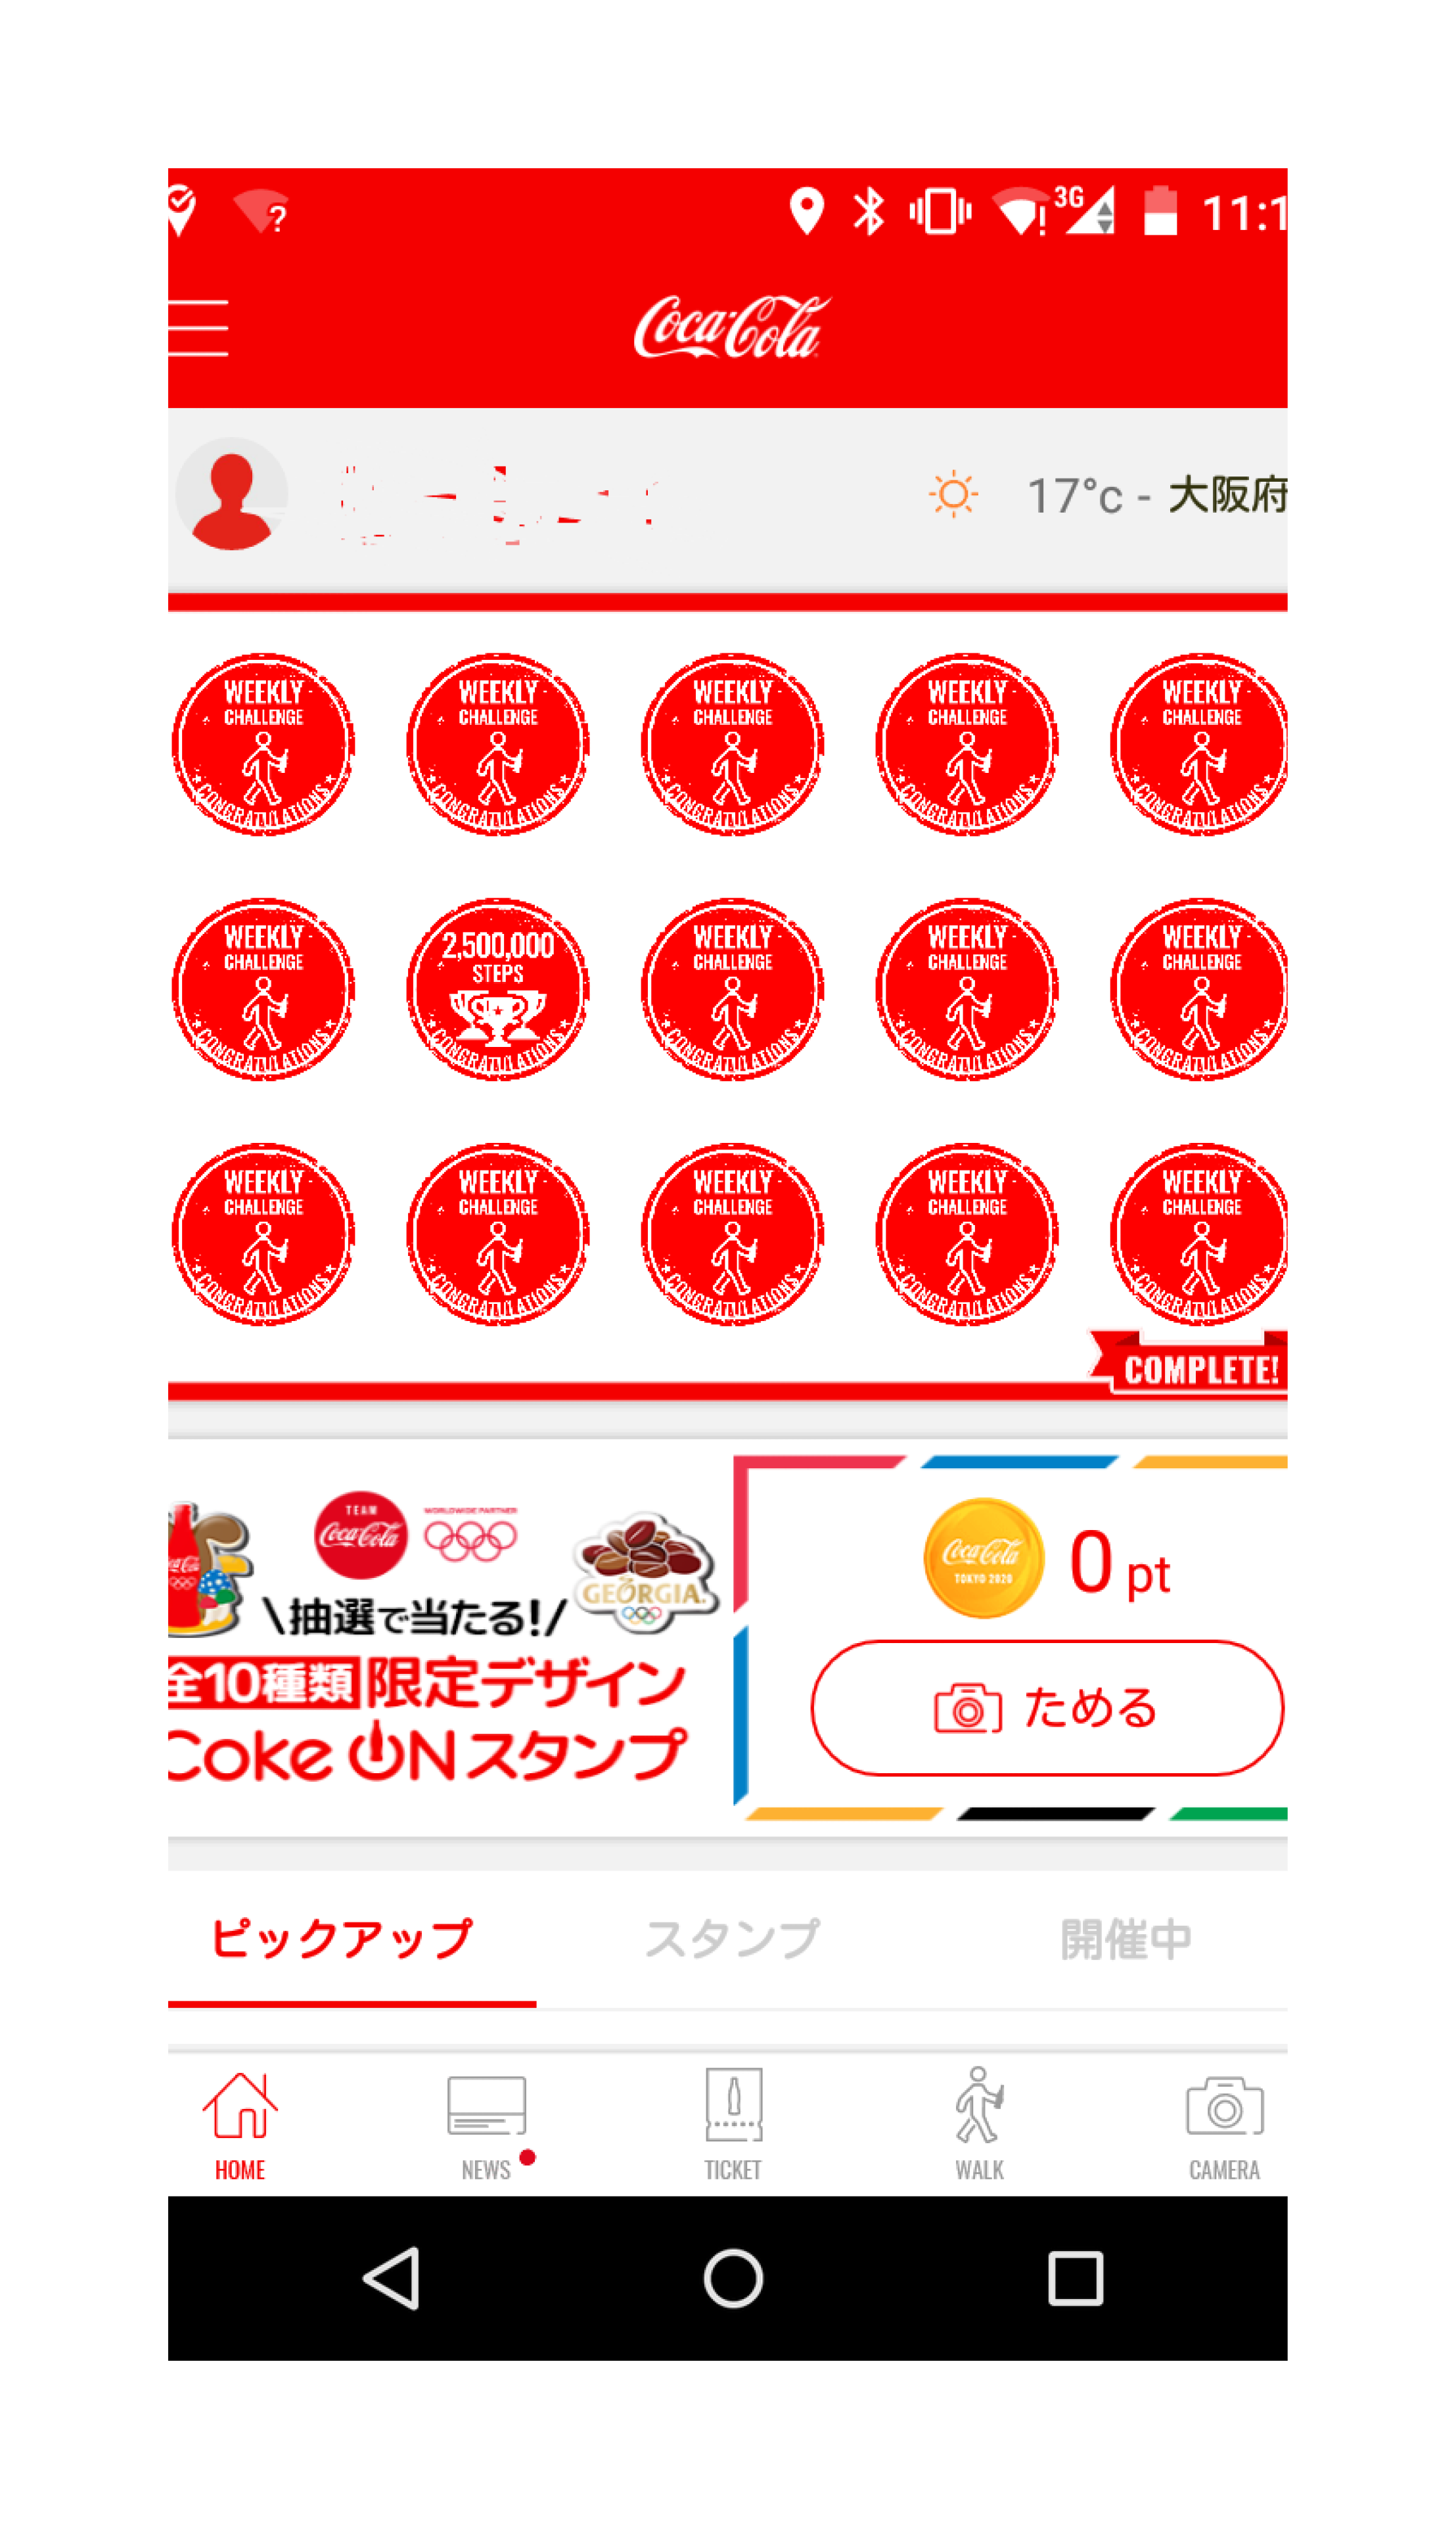 ? 3G 11:1
Coca-Cola
17°c - 大阪府
WEEKLY CHALLENGE CONGRATULATIONS
WEEKLY CHALLENGE CONGRATULATIONS
WEEKLY CHALLENGE CONGRATULATIONS
WEEKLY CHALLENGE CONGRATULATIONS
WEEKLY CHALLENGE CONGRATULATIONS
WEEKLY CHALLENGE CONGRATULATIONS
2,500,000 STEPS CONGRATULATIONS
WEEKLY CHALLENGE CONGRATULATIONS
WEEKLY CHALLENGE CONGRATULATIONS
WEEKLY CHALLENGE CONGRATULATIONS
WEEKLY CHALLENGE CONGRATULATIONS
WEEKLY CHALLENGE CONGRATULATIONS
WEEKLY CHALLENGE CONGRATULATIONS
WEEKLY CHALLENGE CONGRATULATIONS
WEEKLY CHALLENGE CONGRATULATIONS
COMPLETE!
TEAM
Coca-Cola
WORLDWIDE PARTNER
GEORGIA
\抽選で当たる!/
全10種類 限定デザイン
Coke ON スタンプ
Coca-Cola
TOKYO 2020
0 pt
ためる
ピックアップ スタンプ 開催中
HOME NEWS TICKET WALK CAMERA